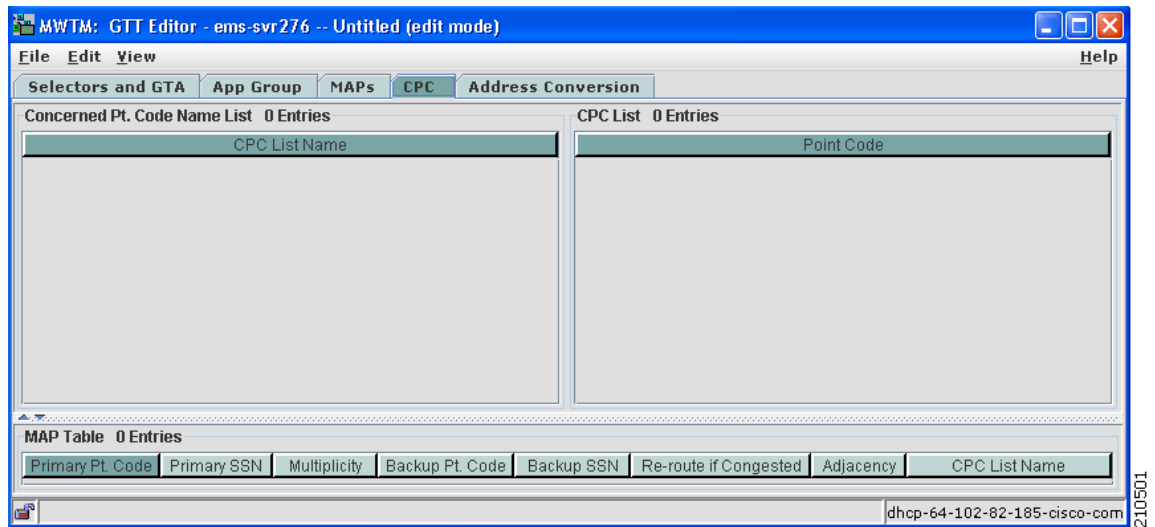 MWTM: GTT Editor - ems-svr276 -- Untitled (edit mode)
File Edit View Help
Selectors and GTA App Group MAPs CPC Address Conversion
Concerned Pt. Code Name List 0 Entries
CPC List Name
CPC List 0 Entries
Point Code
MAP Table 0 Entries
Primary Pt. Code Primary SSN Multiplicity Backup Pt. Code Backup SSN Re-route if Congested Adjacency CPC List Name
dhcp-64-102-82-185-cisco-com
210501